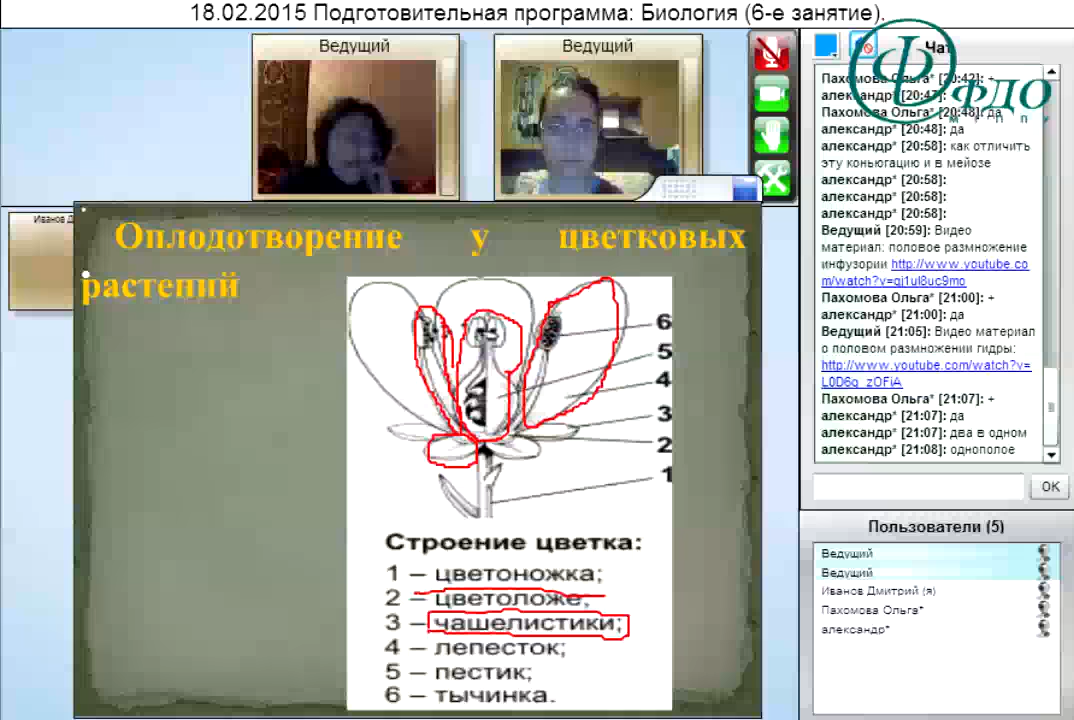 18.02.2015 Подготовительная программа: Биология (6-е занятие).
Ведущий
Ведущий
Чат
ФДО
Пахомова Ольга* [20:42]: +
александр* [20:47]:
Пахомова Ольга* [20:48]: да
александр* [20:48]: да
александр* [20:58]: как отличить
эту коньюгацию и в мейозе
александр* [20:58]:
александр* [20:58]:
александр* [20:58]:
Ведущий [20:59]: Видео
материал: половое размножение
инфузории http://www.youtube.co
m/watch?v=gj1ul8uc9mo
Пахомова Ольга* [21:00]: +
александр* [21:00]: да
Ведущий [21:05]: Видео материал
о половом размножении гидры:
http://www.youtube.com/watch?v=
L0D6q_zOFiA
Пахомова Ольга* [21:07]: +
александр* [21:07]: да
александр* [21:07]: два в одном
александр* [21:08]: однополое
OK
Пользователи (5)
Ведущий
Ведущий
Иванов Дмитрий (я)
Пахомова Ольга*
александр*
Иванов Д
Оплодотворение у цветковых
растений
6
5
4
3
2
1
Строение цветка:
1 – цветоножка;
2 – цветоложе;
3 – чашелистики;
4 – лепесток;
5 – пестик;
6 – тычинка.